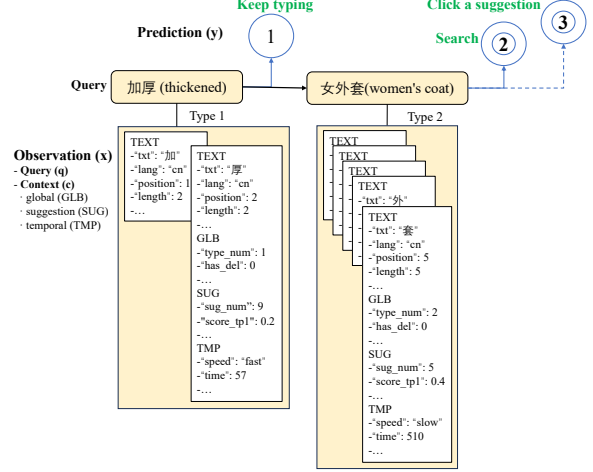 Keep typing
Click a suggestion
Prediction (y)
1
Search
2
3
Query
加厚 (thickened)
女外套(women's coat)
Type 1
Type 2
Observation (x)
- Query (q)
- Context (c)
· global (GLB)
· suggestion (SUG)
· temporal (TMP)
TEXT
-"txt": "加"
-"lang": "cn"
-"position": 1
-"length": 2
-...
TEXT
-"txt": "厚"
-"lang": "cn"
-"position": 2
-"length": 2
-...
GLB
-"type_num": 1
-"has_del": 0
-...
SUG
-"sug_num": 9
-"score_tp1": 0.2
-...
TMP
-"speed": "fast"
-"time": 57
-...
TEXT
TEXT
TEXT
TEXT
-"txt": "外"
TEXT
-"txt": "套"
-"lang": "cn"
-"position": 5
-"length": 5
-...
GLB
-"type_num": 2
-"has_del": 0
-...
SUG
-"sug_num": 5
-"score_tp1": 0.4
-...
TMP
-"speed": "slow"
-"time": 510
-...